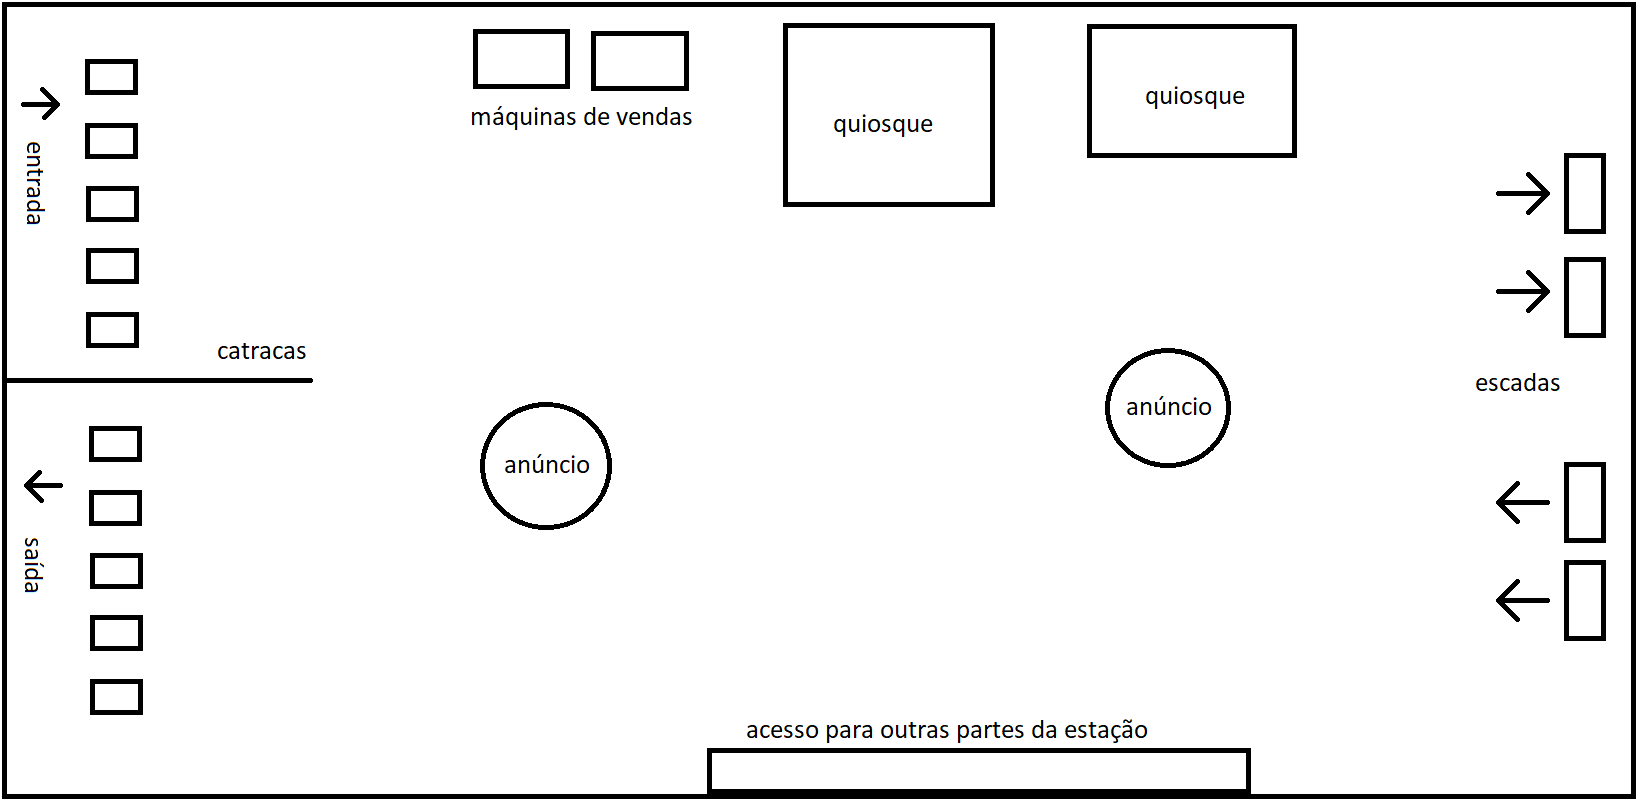 máquinas de vendas
quiosque
quiosque
entrada
catracas
escadas
anúncio
anúncio
saída
acesso para outras partes da estação